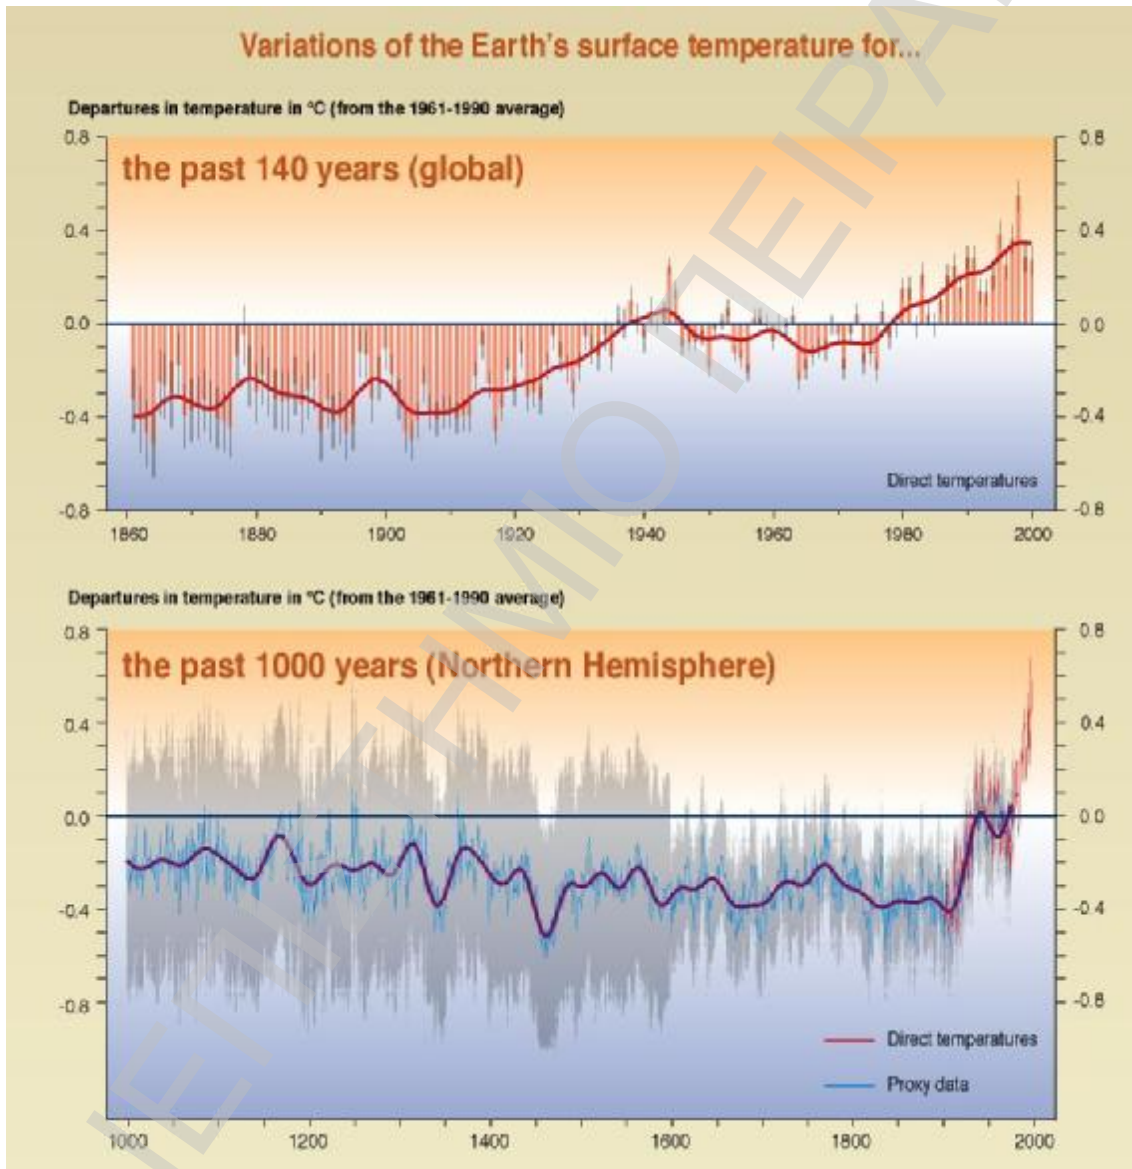 Variations of the Earth's surface temperature for...
Departures in temperature in °C (from the 1961-1990 average)
the past 140 years (global)
0.8 0.8
0.4 0.4
0.0 0.0
-0.4 -0.4
Direct temperatures
-0.8 -0.8
1860 1880 1900 1920 1940 1960 1980 2000
Departures in temperature in °C (from the 1961-1990 average)
the past 1000 years (Northern Hemisphere)
0.8 0.8
0.4 0.4
0.0 0.0
-0.4 -0.4
-0.8 -0.8
Direct temperatures
Proxy data
1000 1200 1400 1600 1800 2000